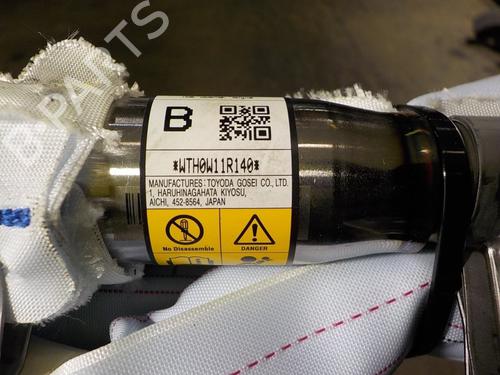 B
*WTH0W11R140*
MANUFACTURES: TOYODA GOSEI CO., LTD.
1, HARUHINAGAHATA KIYOSU,
AICHI, 452-8564, JAPAN
No Disassemble
DANGER
B-PARTS